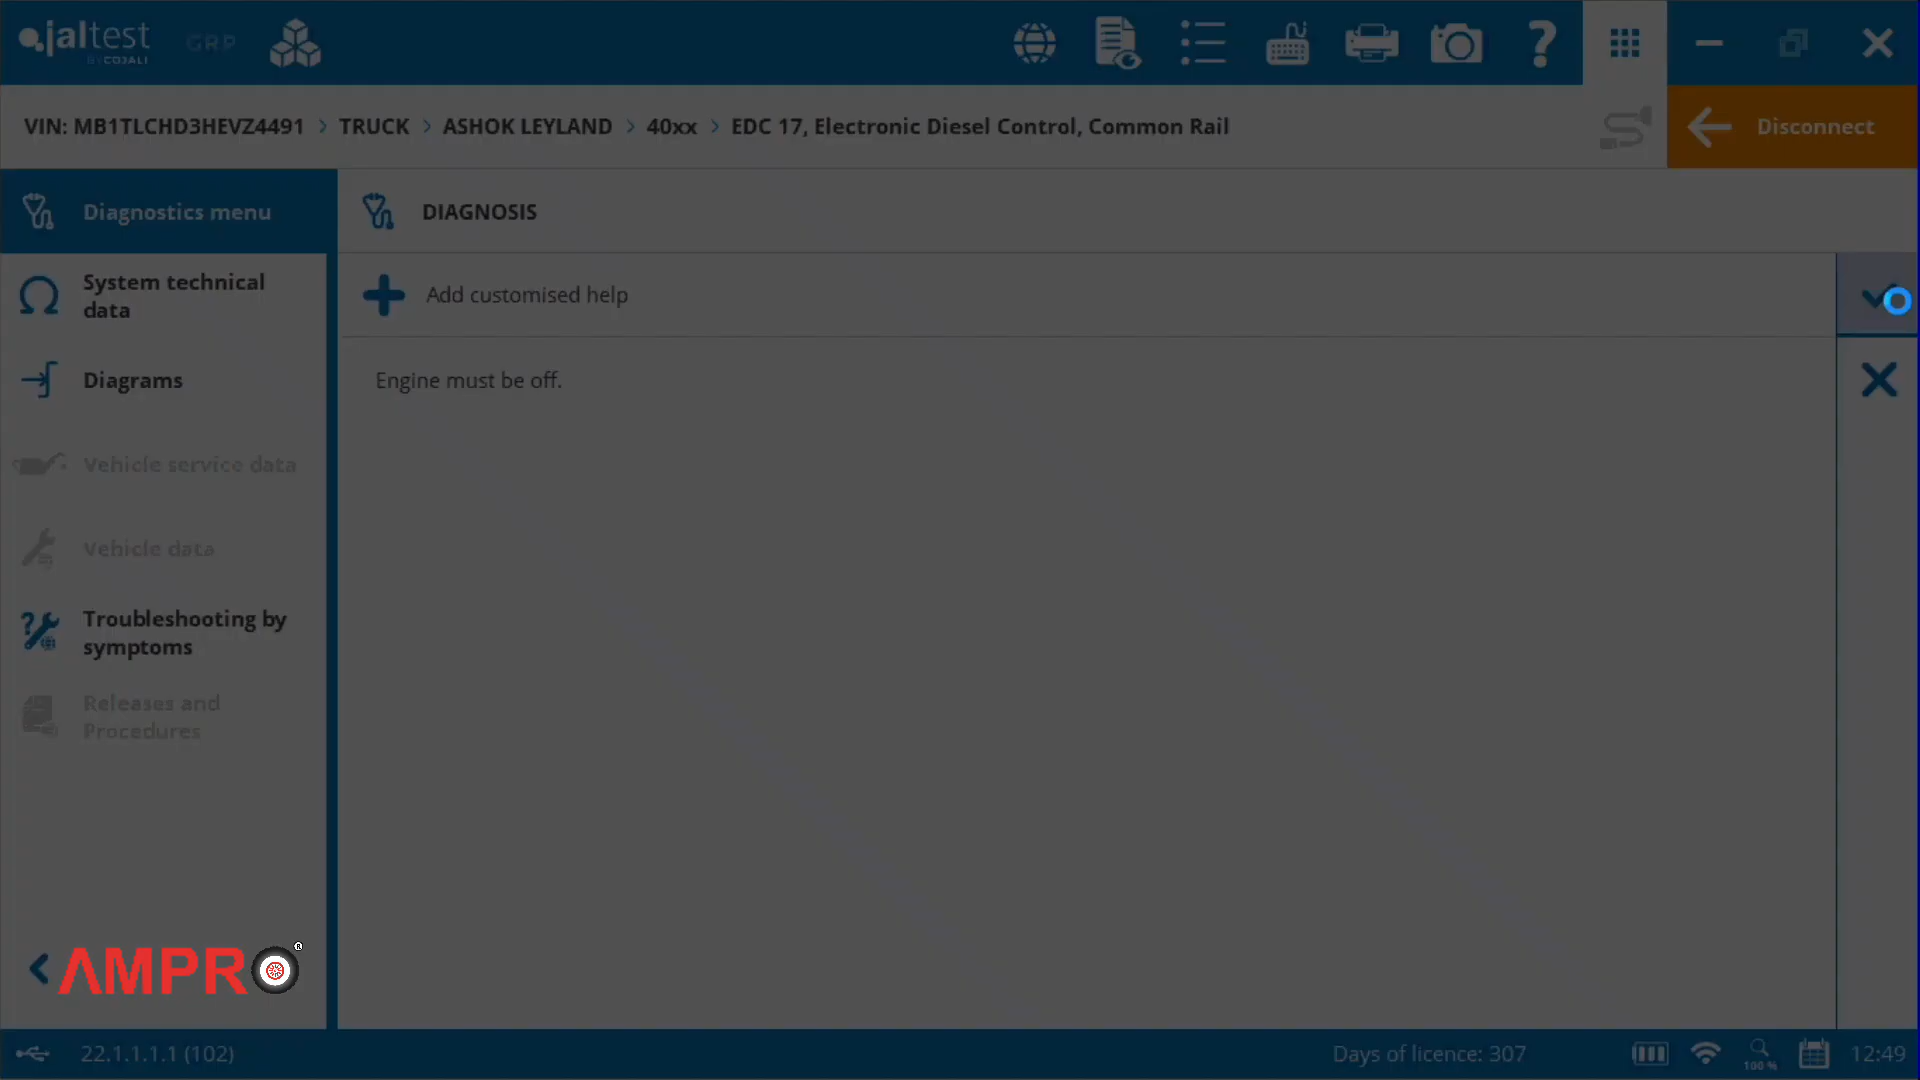 jaltest
BY COJALI
GRP
VIN: MB1TLCHD3HEVZ4491 > TRUCK > ASHOK LEYLAND > 40xx > EDC 17, Electronic Diesel Control, Common Rail
Disconnect
Diagnostics menu
DIAGNOSIS
System technical
data
Add customised help
Diagrams
Engine must be off.
Vehicle service data
Vehicle data
Troubleshooting by
symptoms
Releases and
Procedures
AMPRO
22.1.1.1.1 (102)
Days of licence: 307
100 %
12:49